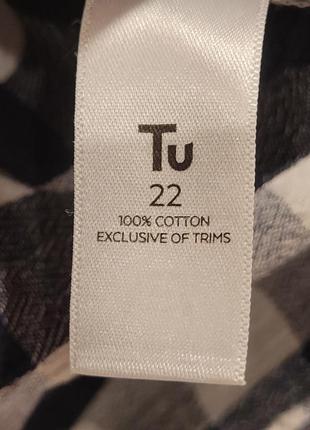 Tu
22
100% COTTON
EXCLUSIVE OF TRIMS